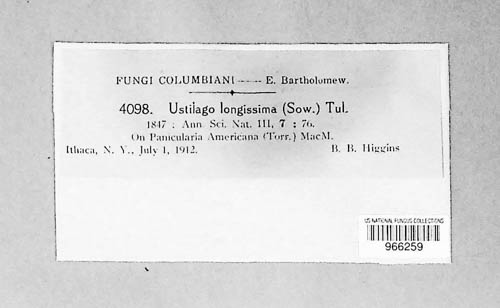 FUNGI COLUMBIANI —— E. Bartholomew.
4098. Ustilago longissima (Sow.) Tul.
1847 : Ann. Sci. Nat. III, 7 : 76.
On Panicularia Americana (Torr.) MacM.
Ithaca, N. Y., July 1, 1912. B. B. Higgins
US NATIONAL FUNGUS COLLECTIONS
966259